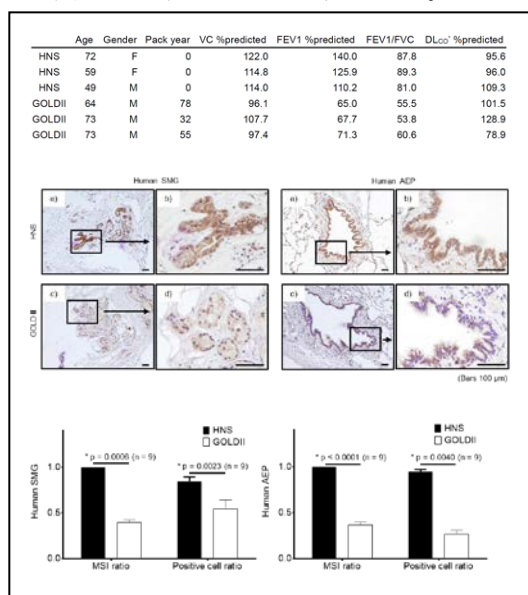 Age Gender Pack year VC %predicted FEV1 %predicted FEV1/FVC DLco' %predicted
HNS 72 F 0 122.0 140.0 87.8 95.6
HNS 59 F 0 114.8 125.9 89.3 96.0
HNS 49 M 0 114.0 110.2 81.0 109.3
GOLDII 64 M 78 96.1 65.0 55.5 101.5
GOLDII 73 M 32 107.7 67.7 53.8 128.9
GOLDII 73 M 55 97.4 71.3 60.6 78.9
Human SMG Human AEP
HNS a) b) a) b)
GOLDII c) d) c) d)
(Bars 100 μm)
HNS
GOLDII
* p = 0.0006 (n = 9)
* p = 0.0023 (n = 9)
Human SMG
1.0
0.5
0.0
MSI ratio Positive cell ratio
HNS
GOLDII
* p < 0.0001 (n = 9)
* p = 0.0040 (n = 9)
Human AEP
1.0
0.5
0.0
MSI ratio Positive cell ratio